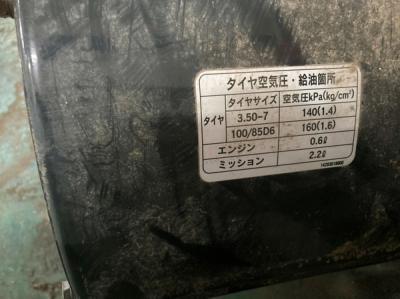 タイヤ空気圧・給油箇所
タイヤサイズ 空気圧kPa(kg/cm²)
タイヤ 3.50-7 140(1.4)
100/85D6 160(1.6)
エンジン 0.6ℓ
ミッション 2.2ℓ